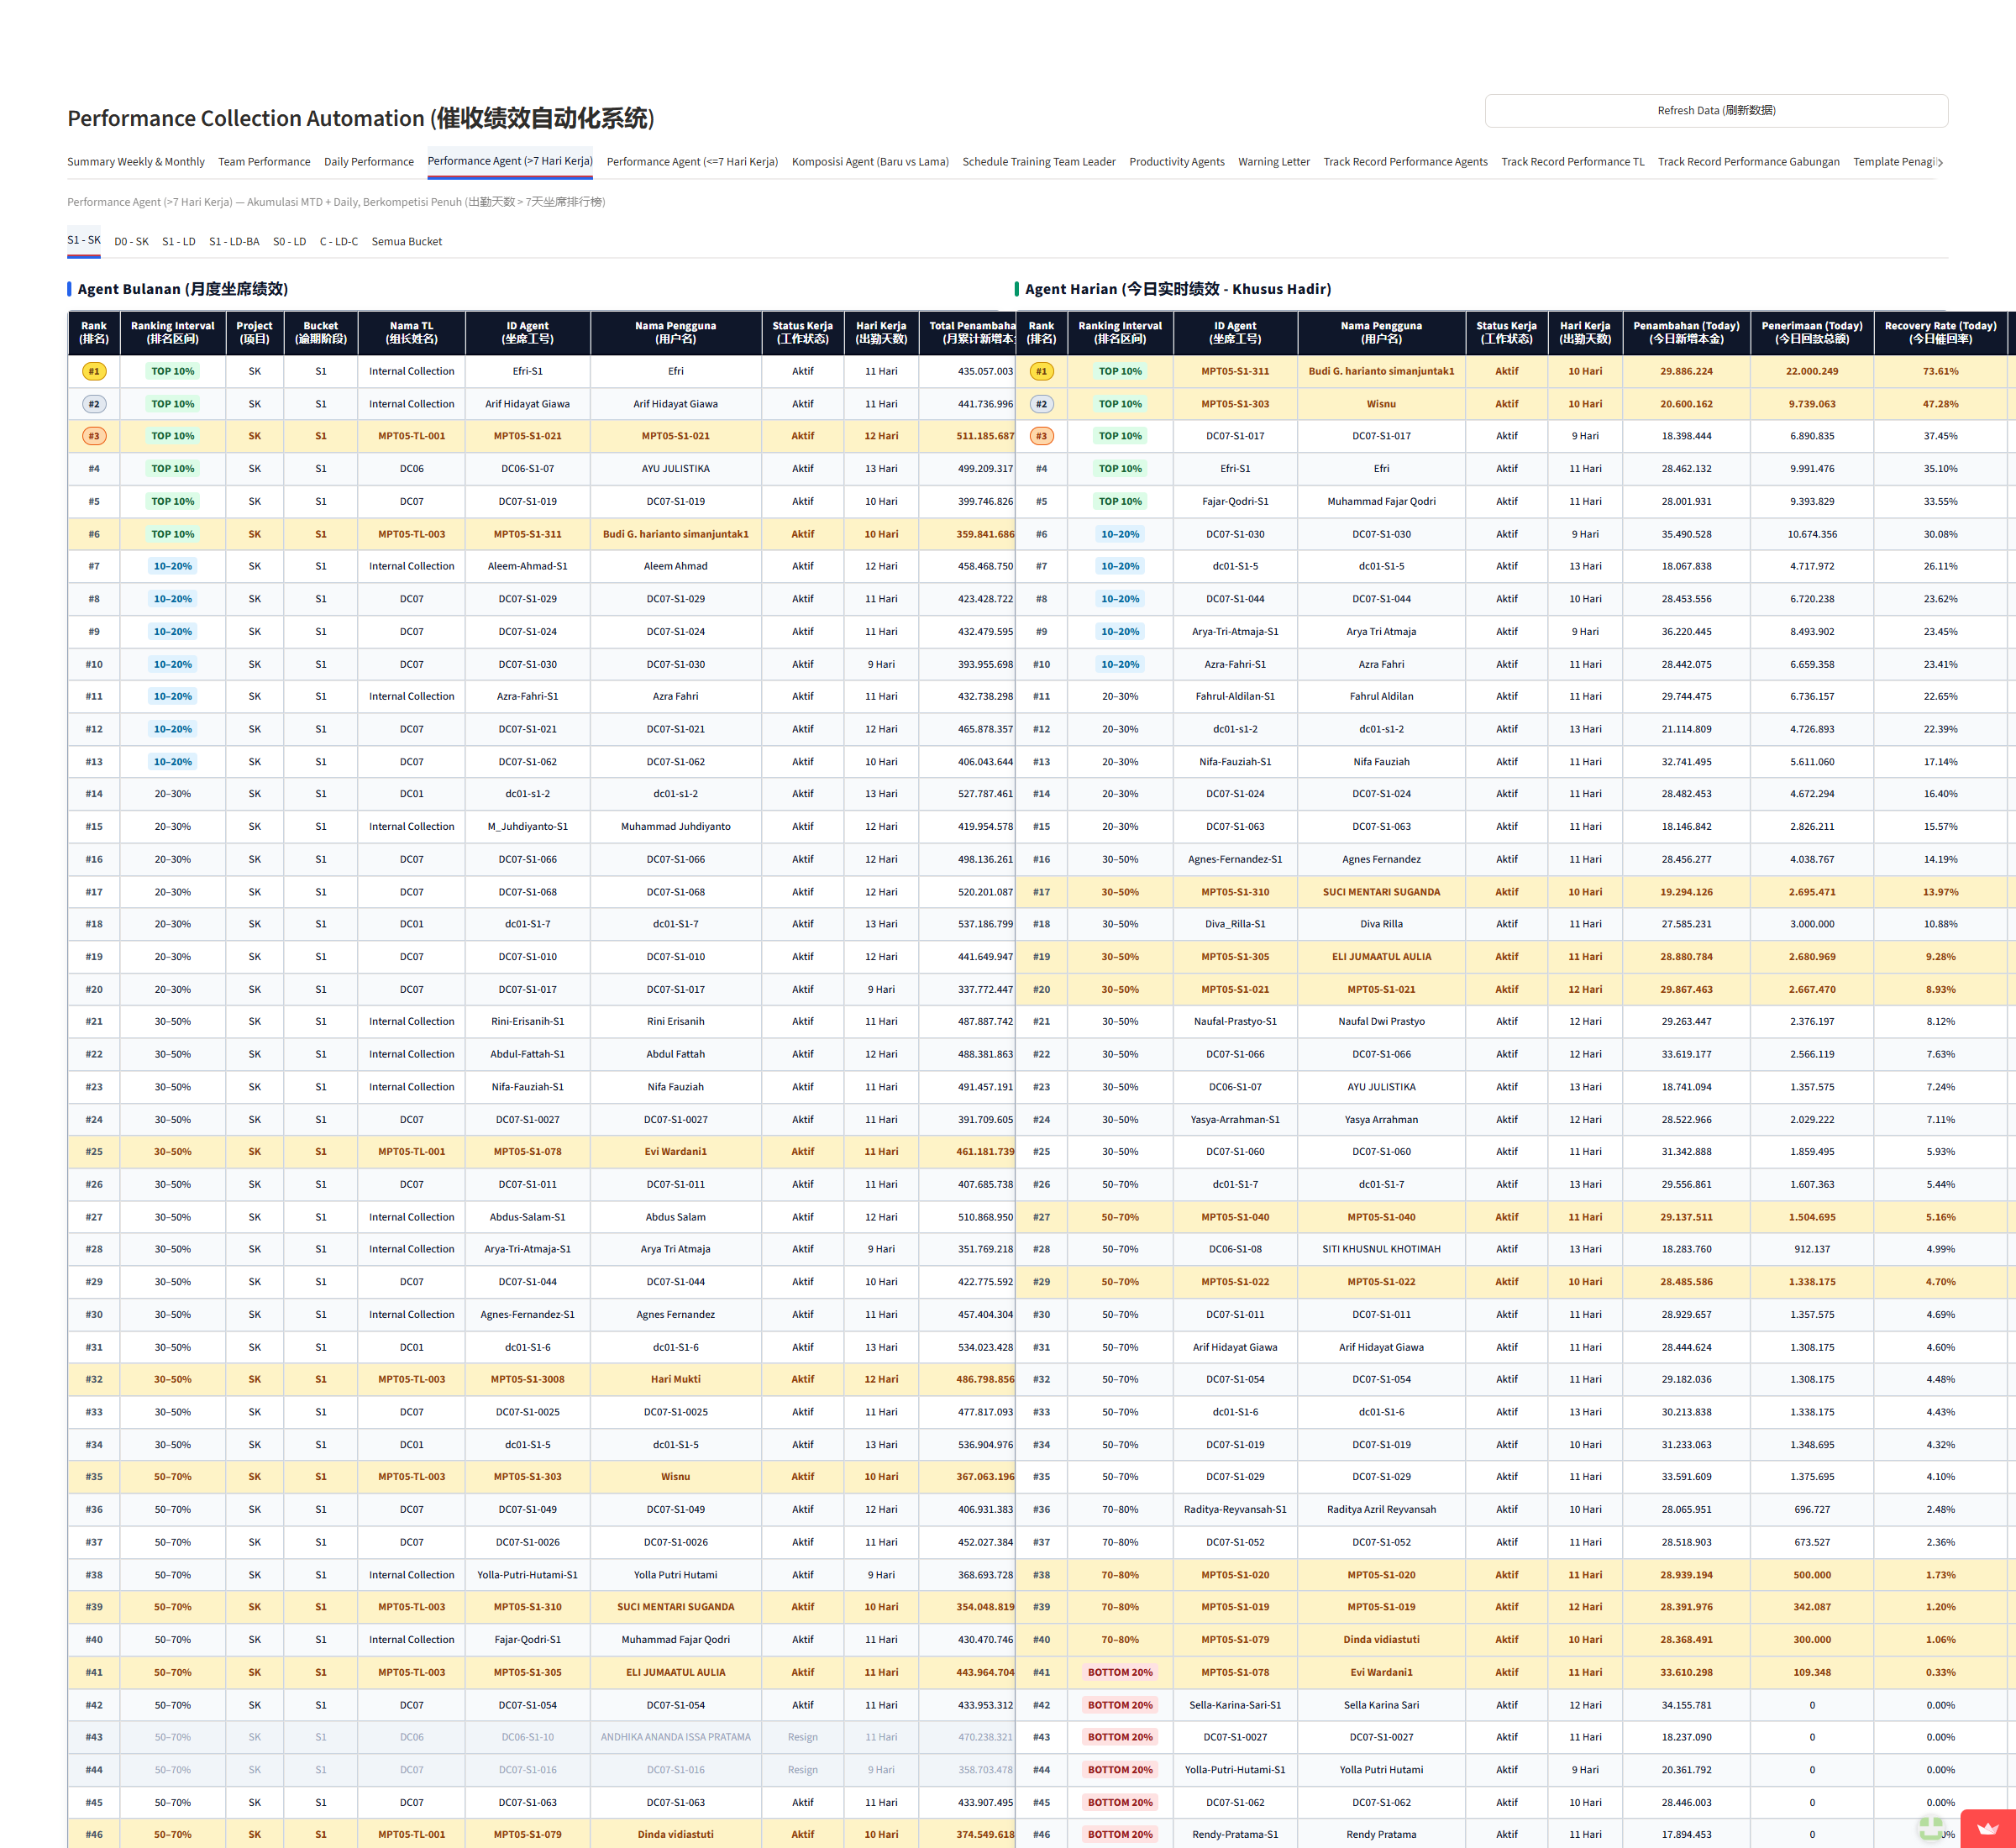 Performance Collection Automation (催收绩效自动化系统)
Refresh Data (刷新数据)
Summary Weekly & Monthly Team Performance Daily Performance Performance Agent (>7 Hari Kerja) Performance Agent (<=7 Hari Kerja) Komposisi Agent (Baru vs Lama) Schedule Training Team Leader Productivity Agents Warning Letter Track Record Performance Agents Track Record Performance TL Track Record Performance Gabungan Template Penagi
Performance Agent (>7 Hari Kerja) — Akumulasi MTD + Daily, Berkompetisi Penuh (出勤天数 > 7天坐席排行榜)
S1 - SK D0 - SK S1 - LD S1 - LD-BA S0 - LD C - LD-C Semua Bucket
Agent Bulanan (月度坐席绩效)
Rank Ranking Interval Project Bucket Nama TL ID Agent Nama Pengguna Status Kerja Hari Kerja Total Penambaha
(排名) (排名区间) (项目) (逾期阶段) (组长姓名) (坐席工号) (用户名) (工作状态) (出勤天数) (月累计新增本
#1 TOP 10% SK S1 Internal Collection Efri-S1 Efri Aktif 11 Hari 435.057.003
#2 TOP 10% SK S1 Internal Collection Arif Hidayat Giawa Arif Hidayat Giawa Aktif 11 Hari 441.736.996
#3 TOP 10% SK S1 MPT05-TL-001 MPT05-S1-021 MPT05-S1-021 Aktif 12 Hari 511.185.687
#4 TOP 10% SK S1 DC06 DC06-S1-07 AYU JULISTIKA Aktif 13 Hari 499.209.317
#5 TOP 10% SK S1 DC07 DC07-S1-019 DC07-S1-019 Aktif 10 Hari 399.746.826
#6 TOP 10% SK S1 MPT05-TL-003 MPT05-S1-311 Budi G. harianto simanjuntak1 Aktif 10 Hari 359.841.686
#7 10–20% SK S1 Internal Collection Aleem-Ahmad-S1 Aleem Ahmad Aktif 12 Hari 458.468.750
#8 10–20% SK S1 DC07 DC07-S1-029 DC07-S1-029 Aktif 11 Hari 423.428.722
#9 10–20% SK S1 DC07 DC07-S1-024 DC07-S1-024 Aktif 11 Hari 432.479.595
#10 10–20% SK S1 DC07 DC07-S1-030 DC07-S1-030 Aktif 9 Hari 393.955.698
#11 10–20% SK S1 Internal Collection Azra-Fahri-S1 Azra Fahri Aktif 11 Hari 432.738.298
#12 10–20% SK S1 DC07 DC07-S1-021 DC07-S1-021 Aktif 12 Hari 465.878.357
#13 10–20% SK S1 DC07 DC07-S1-062 DC07-S1-062 Aktif 10 Hari 406.043.644
#14 20–30% SK S1 DC01 dc01-s1-2 dc01-s1-2 Aktif 13 Hari 527.787.461
#15 20–30% SK S1 Internal Collection M_Juhdiyanto-S1 Muhammad Juhdiyanto Aktif 12 Hari 419.954.578
#16 20–30% SK S1 DC07 DC07-S1-066 DC07-S1-066 Aktif 12 Hari 498.136.261
#17 20–30% SK S1 DC07 DC07-S1-068 DC07-S1-068 Aktif 12 Hari 520.201.087
#18 20–30% SK S1 DC01 dc01-S1-7 dc01-S1-7 Aktif 13 Hari 537.186.799
#19 20–30% SK S1 DC07 DC07-S1-010 DC07-S1-010 Aktif 12 Hari 441.649.947
#20 20–30% SK S1 DC07 DC07-S1-017 DC07-S1-017 Aktif 9 Hari 337.772.447
#21 30–50% SK S1 Internal Collection Rini-Erisanih-S1 Rini Erisanih Aktif 11 Hari 487.887.742
#22 30–50% SK S1 Internal Collection Abdul-Fattah-S1 Abdul Fattah Aktif 12 Hari 488.381.863
#23 30–50% SK S1 Internal Collection Nifa-Fauziah-S1 Nifa Fauziah Aktif 11 Hari 491.457.191
#24 30–50% SK S1 DC07 DC07-S1-0027 DC07-S1-0027 Aktif 11 Hari 391.709.605
#25 30–50% SK S1 MPT05-TL-001 MPT05-S1-078 Evi Wardani1 Aktif 11 Hari 461.181.739
#26 30–50% SK S1 DC07 DC07-S1-011 DC07-S1-011 Aktif 11 Hari 407.685.738
#27 30–50% SK S1 Internal Collection Abdus-Salam-S1 Abdus Salam Aktif 12 Hari 510.868.950
#28 30–50% SK S1 Internal Collection Arya-Tri-Atmaja-S1 Arya Tri Atmaja Aktif 9 Hari 351.769.218
#29 30–50% SK S1 DC07 DC07-S1-044 DC07-S1-044 Aktif 10 Hari 422.775.592
#30 30–50% SK S1 Internal Collection Agnes-Fernandez-S1 Agnes Fernandez Aktif 11 Hari 457.404.304
#31 30–50% SK S1 DC01 dc01-S1-6 dc01-S1-6 Aktif 13 Hari 534.023.428
#32 30–50% SK S1 MPT05-TL-003 MPT05-S1-3008 Hari Mukti Aktif 12 Hari 486.798.856
#33 30–50% SK S1 DC07 DC07-S1-0025 DC07-S1-0025 Aktif 11 Hari 477.817.093
#34 30–50% SK S1 DC01 dc01-S1-5 dc01-S1-5 Aktif 13 Hari 536.904.976
#35 50–70% SK S1 MPT05-TL-003 MPT05-S1-303 Wisnu Aktif 10 Hari 367.063.196
#36 50–70% SK S1 DC07 DC07-S1-049 DC07-S1-049 Aktif 12 Hari 406.931.383
#37 50–70% SK S1 DC07 DC07-S1-0026 DC07-S1-0026 Aktif 11 Hari 452.027.384
#38 50–70% SK S1 Internal Collection Yolla-Putri-Hutami-S1 Yolla Putri Hutami Aktif 9 Hari 368.693.728
#39 50–70% SK S1 MPT05-TL-003 MPT05-S1-310 SUCI MENTARI SUGANDA Aktif 10 Hari 354.048.819
#40 50–70% SK S1 Internal Collection Fajar-Qodri-S1 Muhammad Fajar Qodri Aktif 11 Hari 430.470.746
#41 50–70% SK S1 MPT05-TL-003 MPT05-S1-305 ELI JUMAATUL AULIA Aktif 11 Hari 443.964.704
#42 50–70% SK S1 DC07 DC07-S1-054 DC07-S1-054 Aktif 11 Hari 433.953.312
#43 50–70% SK S1 DC06 DC06-S1-10 ANDHIKA ANANDA ISSA PRATAMA Resign 11 Hari 470.238.321
#44 50–70% SK S1 DC07 DC07-S1-016 DC07-S1-016 Resign 9 Hari 358.703.478
#45 50–70% SK S1 DC07 DC07-S1-063 DC07-S1-063 Aktif 11 Hari 433.907.495
#46 50–70% SK S1 MPT05-TL-001 MPT05-S1-079 Dinda vidiastuti Aktif 10 Hari 374.549.618
Agent Harian (今日实时绩效 - Khusus Hadir)
Rank Ranking Interval ID Agent Nama Pengguna Status Kerja Hari Kerja Penambahan (Today) Penerimaan (Today) Recovery Rate (Today)
(排名) (排名区间) (坐席工号) (用户名) (工作状态) (出勤天数) (今日新增本金) (今日回款总额) (今日催回率)
#1 TOP 10% MPT05-S1-311 Budi G. harianto simanjuntak1 Aktif 10 Hari 29.886.224 22.000.249 73.61%
#2 TOP 10% MPT05-S1-303 Wisnu Aktif 10 Hari 20.600.162 9.739.063 47.28%
#3 TOP 10% DC07-S1-017 DC07-S1-017 Aktif 9 Hari 18.398.444 6.890.835 37.45%
#4 TOP 10% Efri-S1 Efri Aktif 11 Hari 28.462.132 9.991.476 35.10%
#5 TOP 10% Fajar-Qodri-S1 Muhammad Fajar Qodri Aktif 11 Hari 28.001.931 9.393.829 33.55%
#6 10–20% DC07-S1-030 DC07-S1-030 Aktif 9 Hari 35.490.528 10.674.356 30.08%
#7 10–20% dc01-S1-5 dc01-S1-5 Aktif 13 Hari 18.067.838 4.717.972 26.11%
#8 10–20% DC07-S1-044 DC07-S1-044 Aktif 10 Hari 28.453.556 6.720.238 23.62%
#9 10–20% Arya-Tri-Atmaja-S1 Arya Tri Atmaja Aktif 9 Hari 36.220.445 8.493.902 23.45%
#10 10–20% Azra-Fahri-S1 Azra Fahri Aktif 11 Hari 28.442.075 6.659.358 23.41%
#11 20–30% Fahrul-Aldilan-S1 Fahrul Aldilan Aktif 11 Hari 29.744.475 6.736.157 22.65%
#12 20–30% dc01-s1-2 dc01-s1-2 Aktif 13 Hari 21.114.809 4.726.893 22.39%
#13 20–30% Nifa-Fauziah-S1 Nifa Fauziah Aktif 11 Hari 32.741.495 5.611.060 17.14%
#14 20–30% DC07-S1-024 DC07-S1-024 Aktif 11 Hari 28.482.453 4.672.294 16.40%
#15 20–30% DC07-S1-063 DC07-S1-063 Aktif 11 Hari 18.146.842 2.826.211 15.57%
#16 30–50% Agnes-Fernandez-S1 Agnes Fernandez Aktif 11 Hari 28.456.277 4.038.767 14.19%
#17 30–50% MPT05-S1-310 SUCI MENTARI SUGANDA Aktif 10 Hari 19.294.126 2.695.471 13.97%
#18 30–50% Diva_Rilla-S1 Diva Rilla Aktif 11 Hari 27.585.231 3.000.000 10.88%
#19 30–50% MPT05-S1-305 ELI JUMAATUL AULIA Aktif 11 Hari 28.880.784 2.680.969 9.28%
#20 30–50% MPT05-S1-021 MPT05-S1-021 Aktif 12 Hari 29.867.463 2.667.470 8.93%
#21 30–50% Naufal-Prastyo-S1 Naufal Dwi Prastyo Aktif 12 Hari 29.263.447 2.376.197 8.12%
#22 30–50% DC07-S1-066 DC07-S1-066 Aktif 12 Hari 33.619.177 2.566.119 7.63%
#23 30–50% DC06-S1-07 AYU JULISTIKA Aktif 13 Hari 18.741.094 1.357.575 7.24%
#24 30–50% Yasya-Arrahman-S1 Yasya Arrahman Aktif 12 Hari 28.522.966 2.029.222 7.11%
#25 30–50% DC07-S1-060 DC07-S1-060 Aktif 11 Hari 31.342.888 1.859.495 5.93%
#26 50–70% dc01-S1-7 dc01-S1-7 Aktif 13 Hari 29.556.861 1.607.363 5.44%
#27 50–70% MPT05-S1-040 MPT05-S1-040 Aktif 11 Hari 29.137.511 1.504.695 5.16%
#28 50–70% DC06-S1-08 SITI KHUSNUL KHOTIMAH Aktif 13 Hari 18.283.760 912.137 4.99%
#29 50–70% MPT05-S1-022 MPT05-S1-022 Aktif 10 Hari 28.485.586 1.338.175 4.70%
#30 50–70% DC07-S1-011 DC07-S1-011 Aktif 11 Hari 28.929.657 1.357.575 4.69%
#31 50–70% Arif Hidayat Giawa Arif Hidayat Giawa Aktif 11 Hari 28.444.624 1.308.175 4.60%
#32 50–70% DC07-S1-054 DC07-S1-054 Aktif 11 Hari 29.182.036 1.308.175 4.48%
#33 50–70% dc01-S1-6 dc01-S1-6 Aktif 13 Hari 30.213.838 1.338.175 4.43%
#34 50–70% DC07-S1-019 DC07-S1-019 Aktif 10 Hari 31.233.063 1.348.695 4.32%
#35 50–70% DC07-S1-029 DC07-S1-029 Aktif 11 Hari 33.591.609 1.375.695 4.10%
#36 70–80% Raditya-Reyvansah-S1 Raditya Azril Reyvansah Aktif 10 Hari 28.065.951 696.727 2.48%
#37 70–80% DC07-S1-052 DC07-S1-052 Aktif 11 Hari 28.518.903 673.527 2.36%
#38 70–80% MPT05-S1-020 MPT05-S1-020 Aktif 11 Hari 28.939.194 500.000 1.73%
#39 70–80% MPT05-S1-019 MPT05-S1-019 Aktif 12 Hari 28.391.976 342.087 1.20%
#40 70–80% MPT05-S1-079 Dinda vidiastuti Aktif 10 Hari 28.368.491 300.000 1.06%
#41 BOTTOM 20% MPT05-S1-078 Evi Wardani1 Aktif 11 Hari 33.610.298 109.348 0.33%
#42 BOTTOM 20% Sella-Karina-Sari-S1 Sella Karina Sari Aktif 12 Hari 34.155.781 0 0.00%
#43 BOTTOM 20% DC07-S1-0027 DC07-S1-0027 Aktif 11 Hari 18.237.090 0 0.00%
#44 BOTTOM 20% Yolla-Putri-Hutami-S1 Yolla Putri Hutami Aktif 9 Hari 20.361.792 0 0.00%
#45 BOTTOM 20% DC07-S1-062 DC07-S1-062 Aktif 10 Hari 28.446.003 0 0.00%
#46 BOTTOM 20% Rendy-Pratama-S1 Rendy Pratama Aktif 11 Hari 17.894.453 0